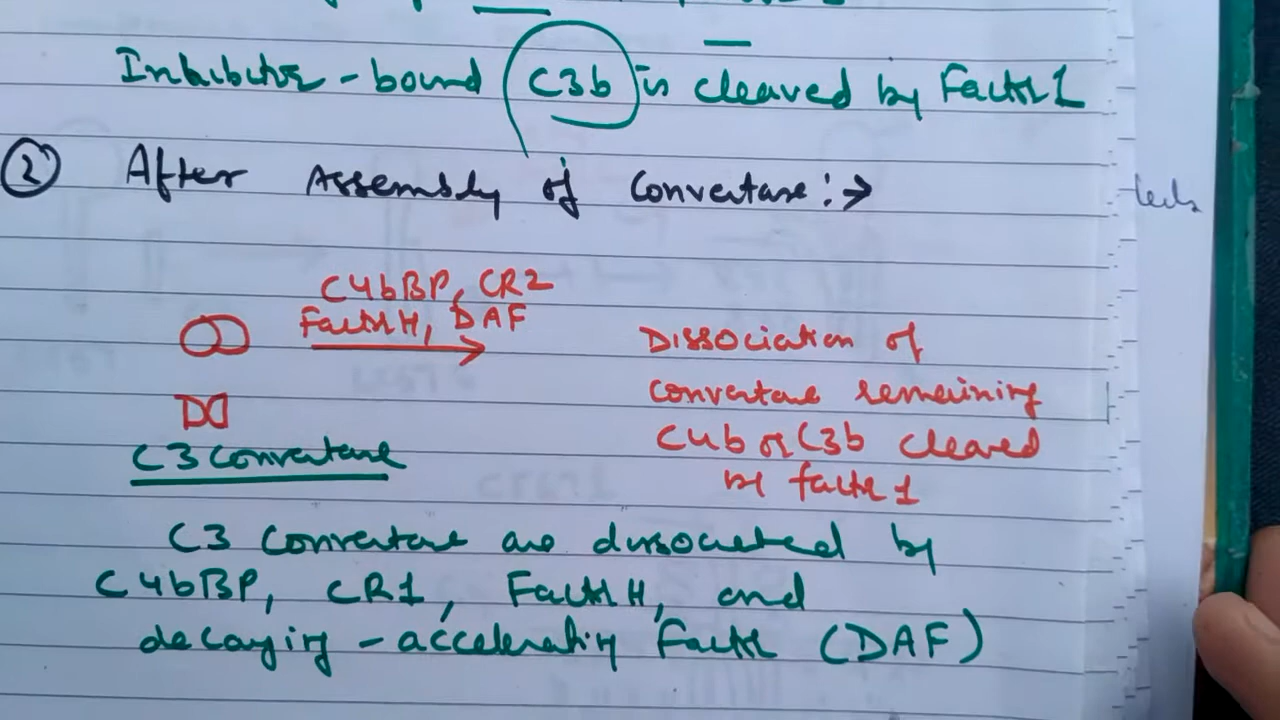 Inhibitor - bound C3b is cleaved by Factor 1
② After Assembly of Convertase :→
C4bBP, CR2
Factor H, DAF
Dissociation of
convertase remaining
C4b or C3b cleaved
by factor 1
C3 Convertase
C3 Convertase are dissociated by
C4bBP, CR1, Factor H, and
decaying - accelerating Factor (DAF)